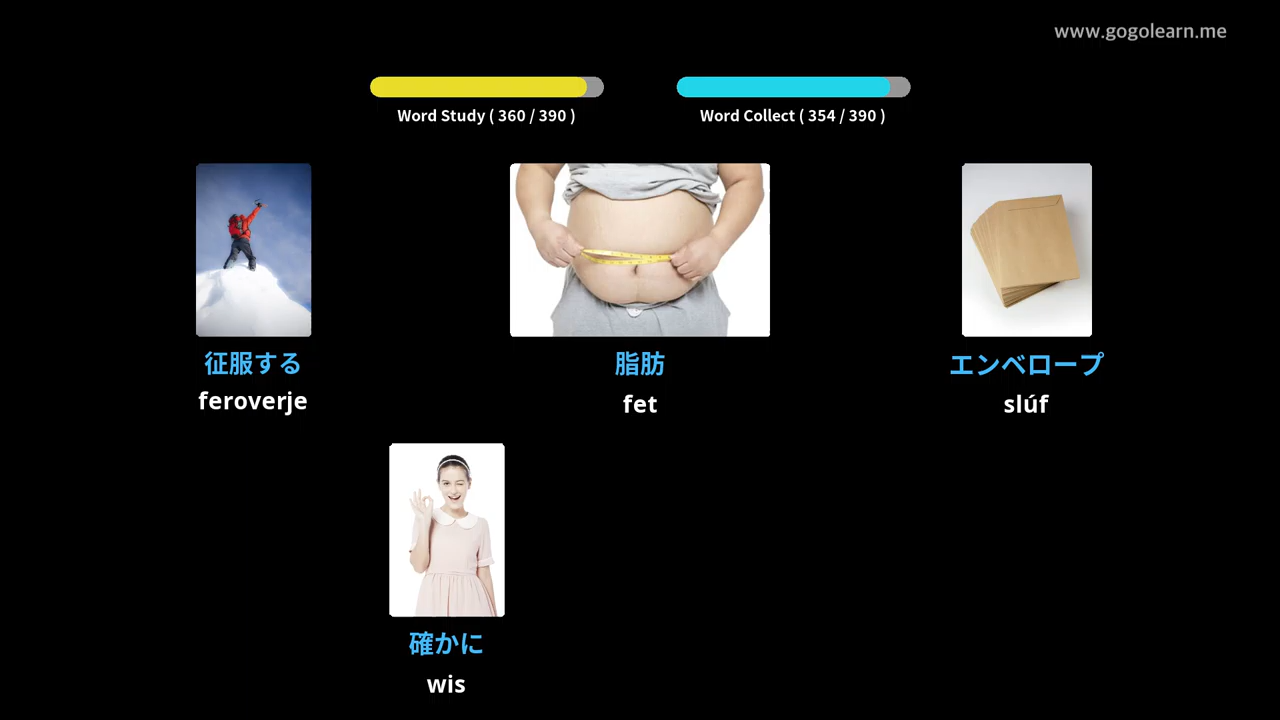 www.gogolearn.me
Word Study ( 360 / 390 )
Word Collect ( 354 / 390 )
征服する
feroverje
脂肪
fet
エンベロープ
slúf
確かに
wis